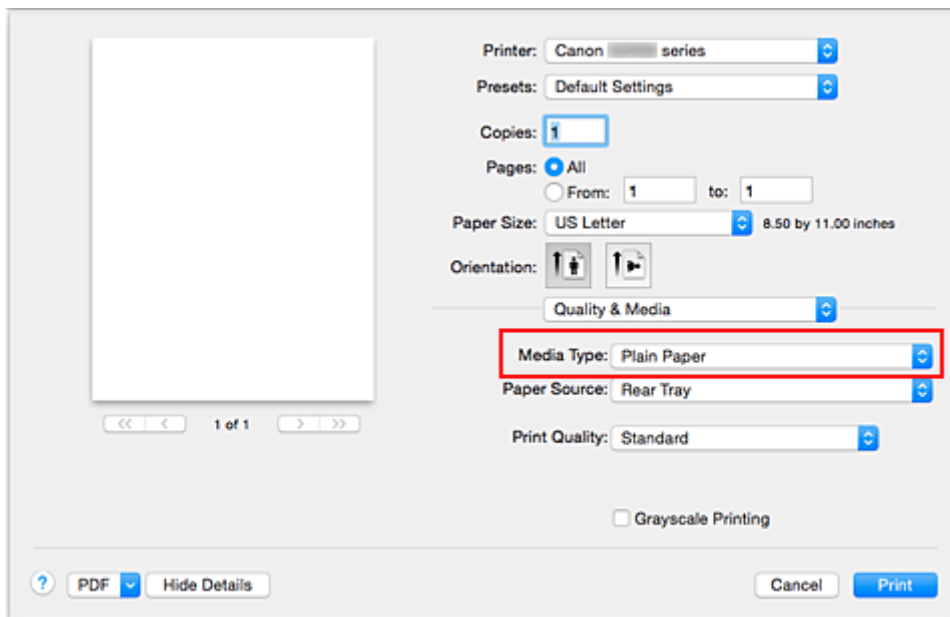 Printer: Canon series
Presets: Default Settings
Copies: 1
Pages: All
From: 1 to: 1
Paper Size: US Letter 8.50 by 11.00 inches
Orientation:
Quality & Media
Media Type: Plain Paper
Paper Source: Rear Tray
<< < 1 of 1 > >>
Print Quality: Standard
Grayscale Printing
? PDF Hide Details Cancel Print